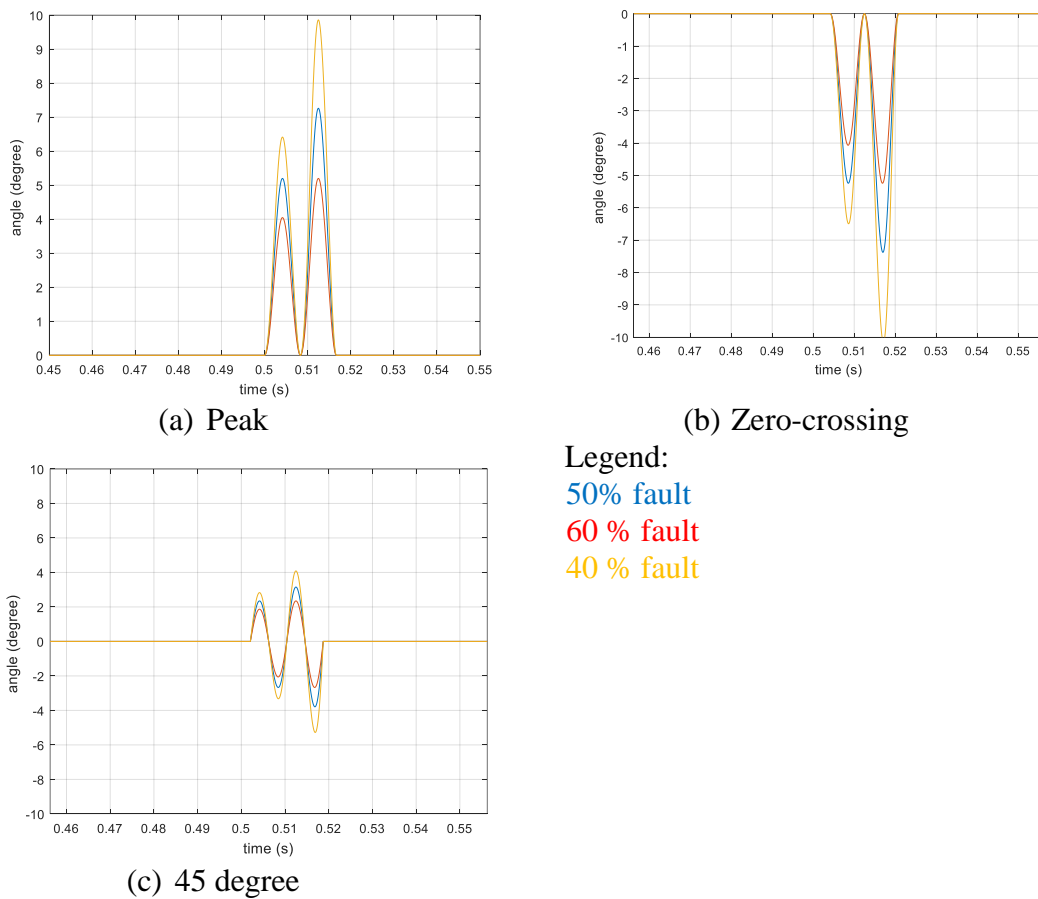 10
9
8
7
6
5
4
3
2
1
0
angle (degree)
0.45 0.46 0.47 0.48 0.49 0.5 0.51 0.52 0.53 0.54 0.55
time (s)
(a) Peak
0
-1
-2
-3
-4
-5
-6
-7
-8
-9
-10
angle (degree)
0.46 0.47 0.48 0.49 0.5 0.51 0.52 0.53 0.54 0.55
time (s)
(b) Zero-crossing
Legend:
50% fault
60 % fault
40 % fault
10
8
6
4
2
0
-2
-4
-6
-8
-10
angle (degree)
0.46 0.47 0.48 0.49 0.5 0.51 0.52 0.53 0.54 0.55
time (s)
(c) 45 degree